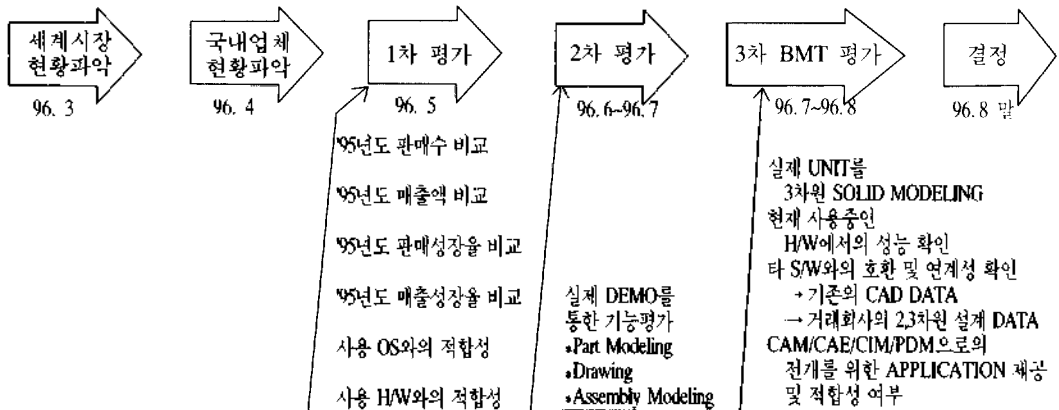 세계시장
현황파악
국내업체
현황파악
1차 평가
2차 평가
3차 BMT 평가
결정
96. 3
96. 4
96. 5
96. 6~96. 7
96. 7~96. 8
96. 8 말
'95년도 판매수 비교
'95년도 매출액 비교
'95년도 판매성장율 비교
'95년도 매출성장율 비교
사용 OS와의 적합성
사용 H/W와의 적합성
실제 DEMO를
통한 기능평가
*Part Modeling
*Drawing
*Assembly Modeling
실제 UNIT를
3차원 SOLID MODELING
현재 사용중인
H/W에서의 성능 확인
타 S/W와의 호환 및 연계성 확인
→ 기존의 CAD DATA
→ 거래회사의 2,3차원 설계 DATA
CAM/CAE/CIM/PDM으로의
전개를 위한 APPLICATION 제공
및 적합성 여부